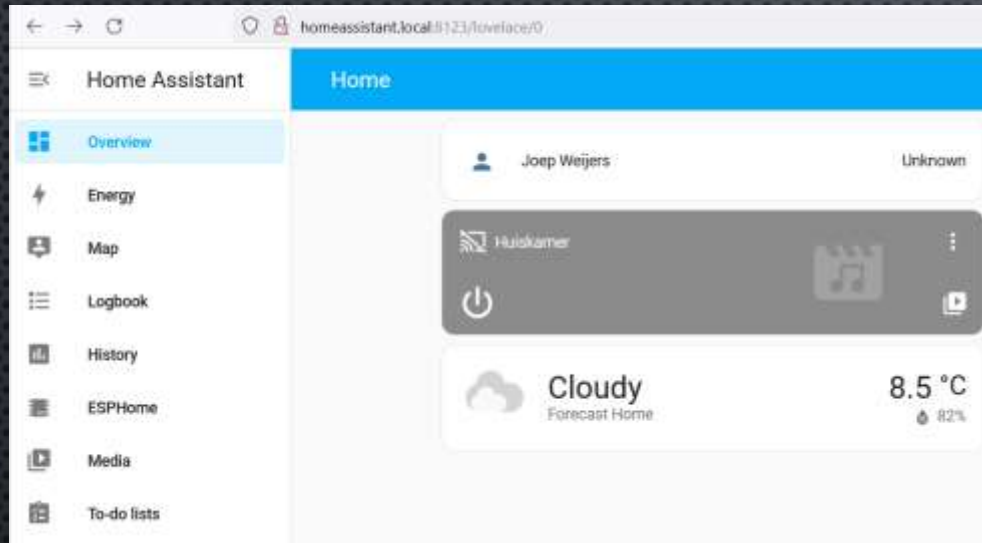 homeassistant.local:8123/lovelace/0
Home Assistant
Home
Overview
Energy
Map
Logbook
History
ESPHome
Media
To-do lists
Joep Weijers Unknown
Huiskamer
Cloudy 8.5 °C
Forecast Home 82%